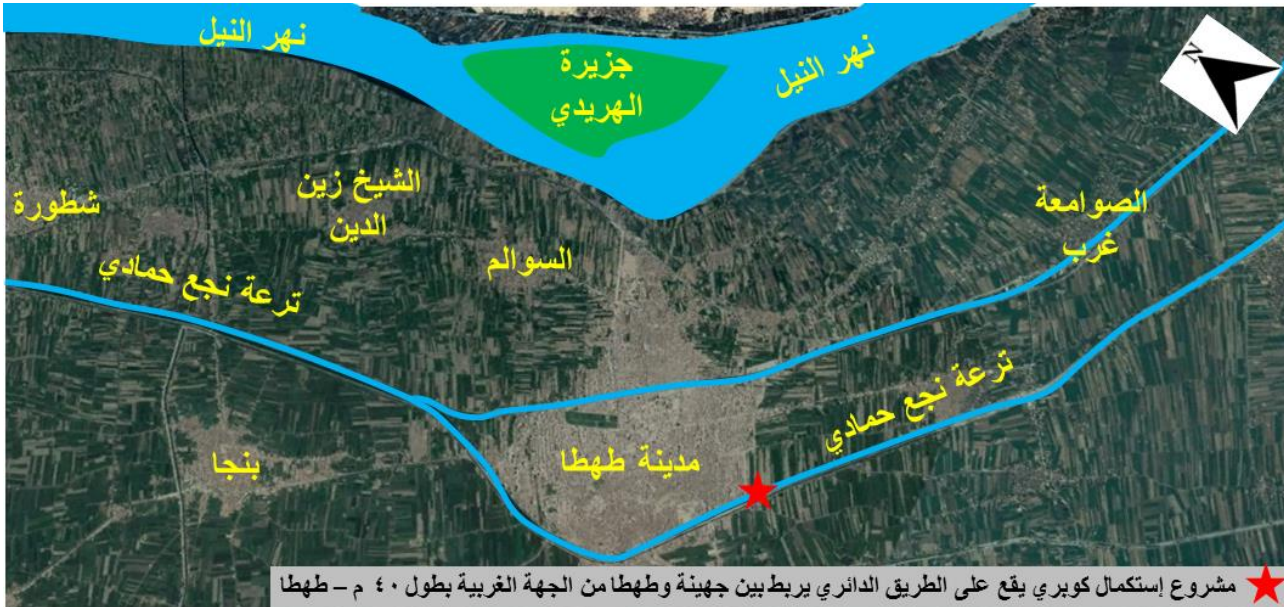 نهر النيل
جزيرة
الهريدي
نهر النيل
N
الشيخ زين
الدين
شطورة
الصوامعة
غرب
السوالم
ترعة نجع حمادي
ترعة نجع حمادي
بنجا
مدينة طهطا
مشروع إستكمال كوبري يقع على الطريق الدائري يربط بين جهينة وطهطا من الجهة الغربية بطول ٤٠ م – طهطا